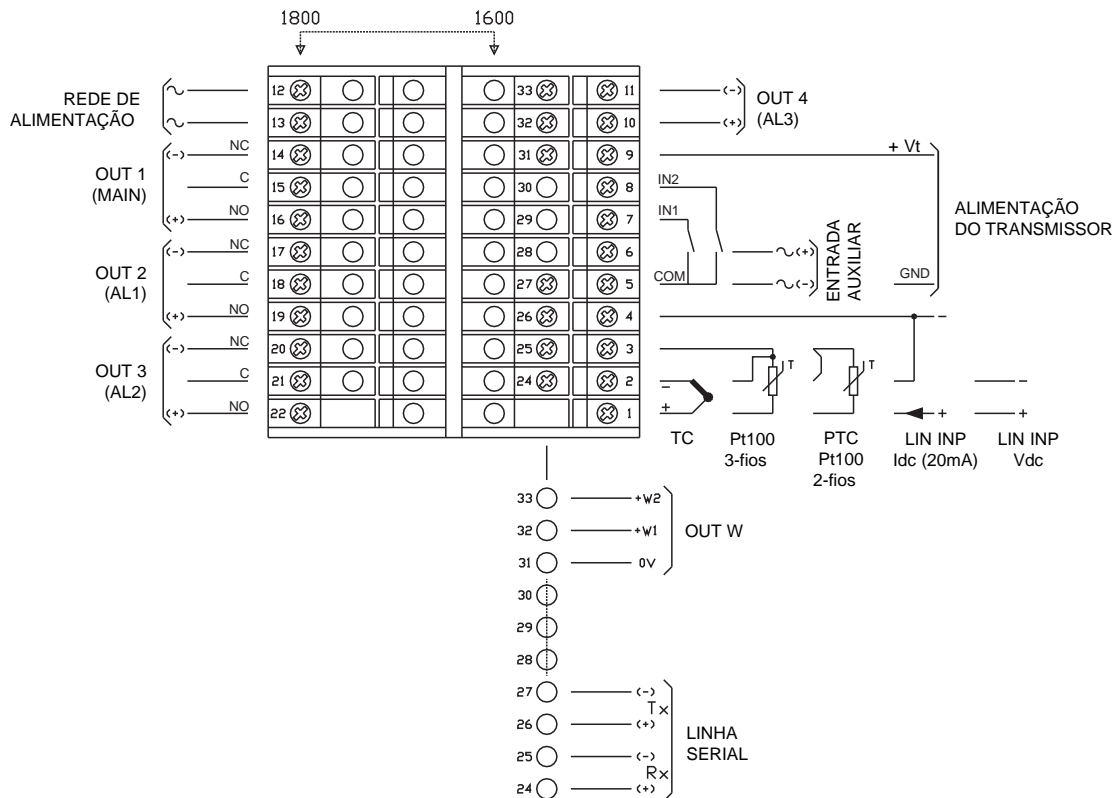 1800 1600
REDE DE
ALIMENTAÇÃO
12 33 11 (-)
13 32 10 (+)
OUT 4
(AL3)
OUT 1
(MAIN)
(-) NC 14 31 9 + Vt
C 15 30 8 IN2
(+) NO 16 29 7 IN1
OUT 2
(AL1)
(-) NC 17 28 6 (+)
C 18 27 5 COM (-) GND
(+) NO 19 26 4 -
ENTRADA
AUXILIAR
ALIMENTAÇÃO
DO TRANSMISSOR
OUT 3
(AL2)
(-) NC 20 25 3 T T
C 21 24 2 - -
(+) NO 22 1 + + +
TC
Pt100
3-fios
PTC
Pt100
2-fios
LIN INP
Idc (20mA)
LIN INP
Vdc
33 +W2
32 +W1
31 0V
OUT W
30
29
28
27 (-)
Tx
26 (+)
25 (-)
Rx
24 (+)
LINHA
SERIAL